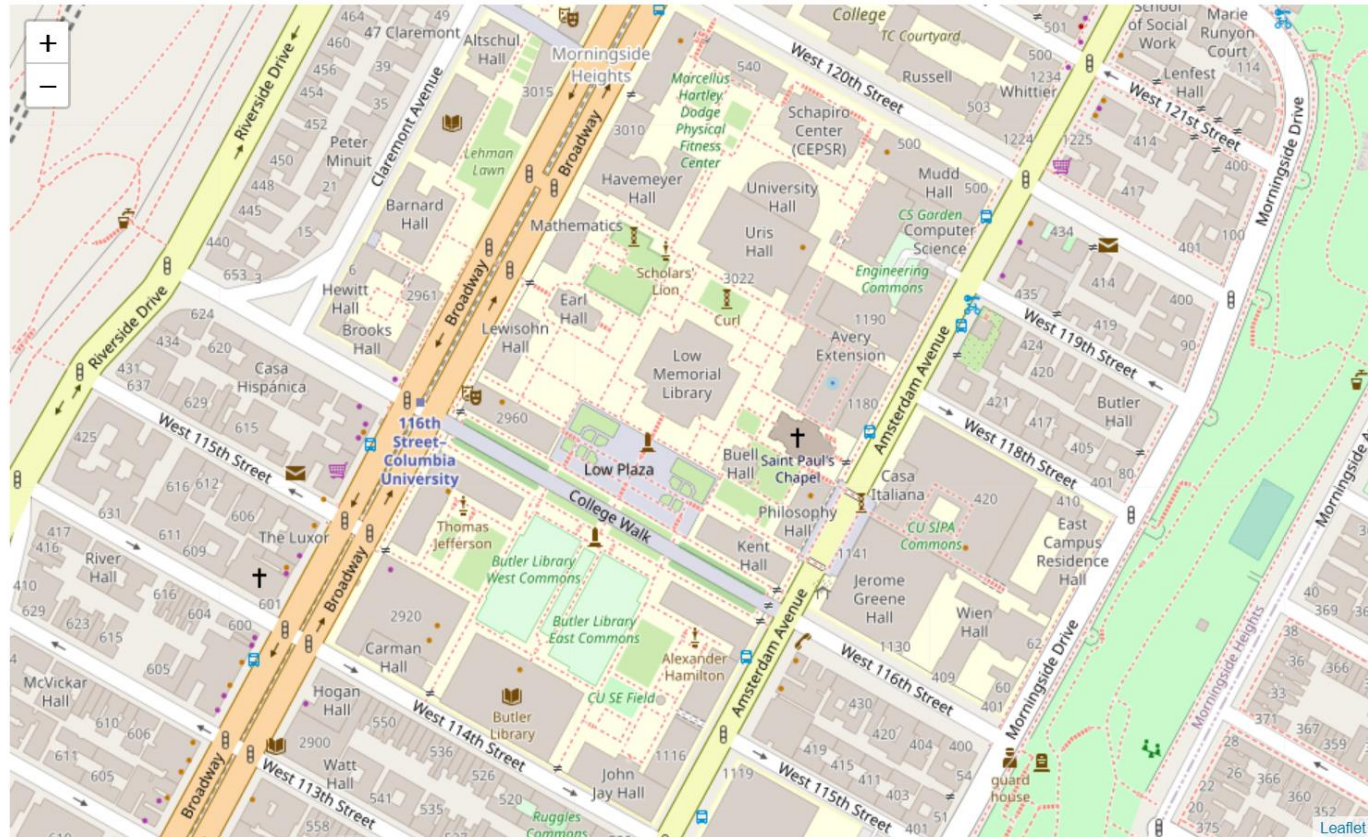 +
−
464
49
47 Claremont
460
456
454
39
452
35
450
448
445
21
15
440
653
3
Peter
Minuit
Riverside Drive
Riverside Drive
Claremont Avenue
Altschul
Hall
3015
Morningside
Heights
Broadway
Lehman
Lawn
Barnard
Hall
6
Hewitt
Hall
2961
Brooks
Hall
Broadway
3010
Havemeyer
Hall
Mathematics
Marcellus
Hartley
Dodge
Physical
Fitness
Center
540
Schapiro
Center
(CEPSR)
500
University
Hall
Uris
Hall
3022
Scholars'
Lion
Curl
Earl
Hall
Lewisohn
Hall
Low
Memorial
Library
Mudd
Hall
500
CS Garden
Computer
Science
Engineering
Commons
1190
Avery
Extension
1180
College
TC Courtyard
Russell
503
West 120th Street
501
500
1234
Whittier
1224
1225
School
of Social
Work
Marie
Runyon
Court
114
Lenfest
Hall
West 121st Street
414
400
417
401
100
434
414
400
435
419
90
West 119th Street
424
420
421
417
Butler
Hall
405
401
80
West 118th Street
Morningside Drive
Amsterdam Avenue
624
434
620
431
637
Casa
Hispánica
629
615
425
West 115th Street
616
612
631
606
611
609
The Luxor
417
416
410
River
Hall
629
623
615
616
604
601
600
605
McVickar
Hall
611
610
606
605
116th
Street–
Columbia
University
2960
Low Plaza
College Walk
Buell
Hall
Saint Paul's
Chapel
Philosophy
Hall
Kent
Hall
Casa
Italiana
420
CU SIPA
Commons
410
East
Campus
Residence
Hall
1141
Jerome
Greene
Hall
1130
Wien
Hall
62
409
60
401
Thomas
Jefferson
Butler Library
West Commons
Butler Library
East Commons
Alexander
Hamilton
CU SE Field
Butler
Library
2920
Carman
Hall
Broadway
Broadway
Hogan
Hall
2900
Watt
Hall
550
536
526
520
541
535
558
West 114th Street
West 113th Street
Ruggles
Commons
John
Jay Hall
1116
1119
Amsterdam Avenue
West 116th Street
430
419
420
404
400
415
411
403
401
54
51
West 115th Street
Morningside Drive
guard
house
Morningside Heights
40
369
38
36
33
371
367
359
28
26
366
22
20
360
352
375
Leaflet